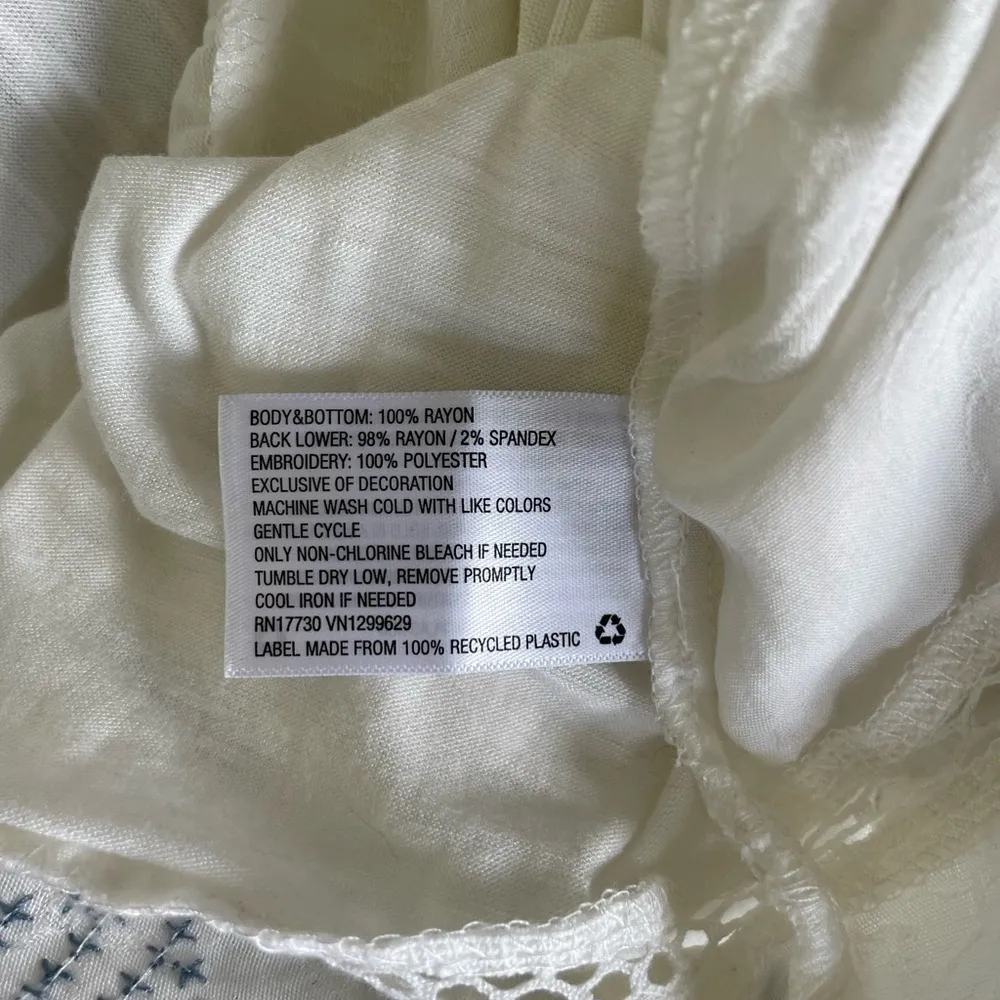 BODY&BOTTOM: 100% RAYON
BACK LOWER: 98% RAYON / 2% SPANDEX
EMBROIDERY: 100% POLYESTER
EXCLUSIVE OF DECORATION
MACHINE WASH COLD WITH LIKE COLORS
GENTLE CYCLE
ONLY NON-CHLORINE BLEACH IF NEEDED
TUMBLE DRY LOW, REMOVE PROMPTLY
COOL IRON IF NEEDED
RN17730 VN1299629
LABEL MADE FROM 100% RECYCLED PLASTIC